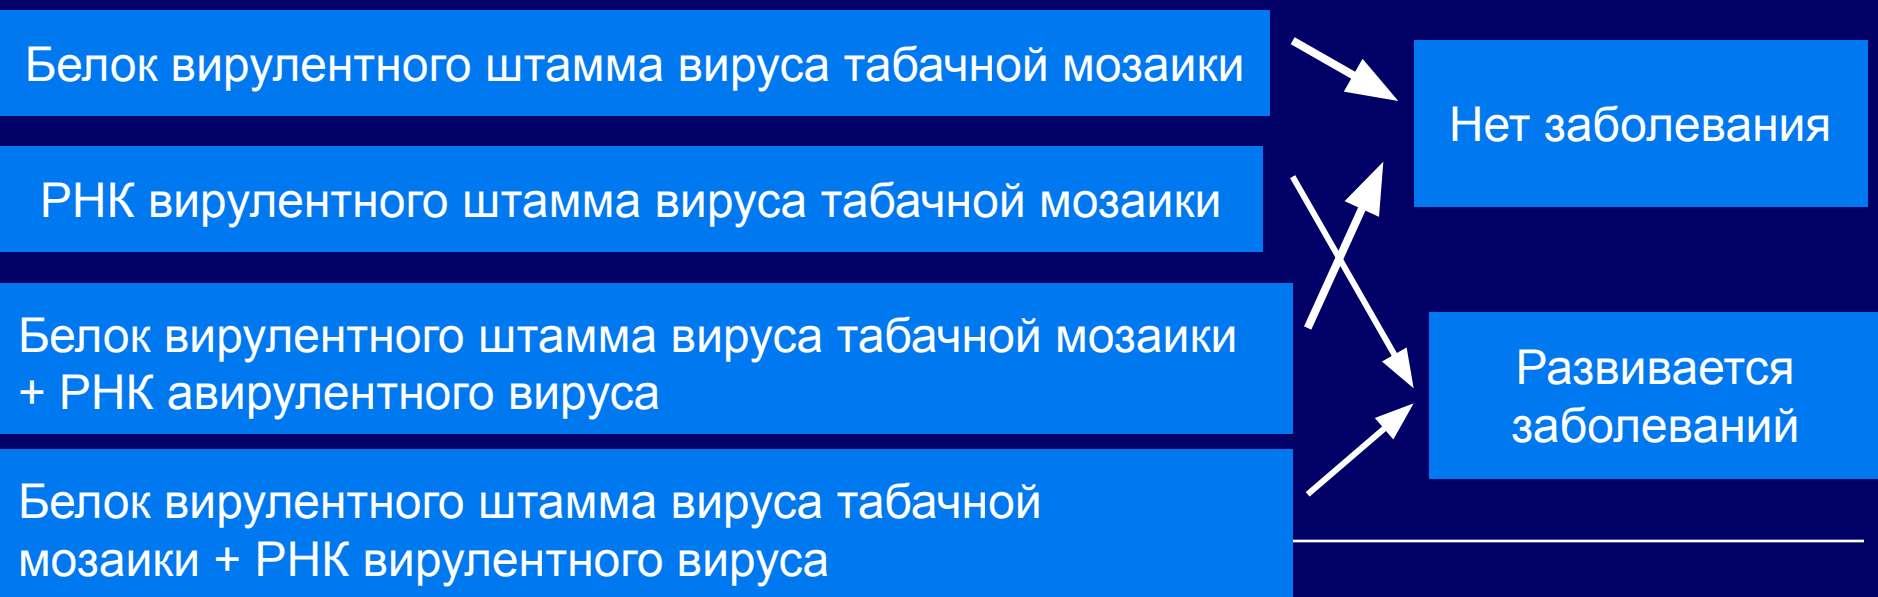 Белок вирулентного штамма вируса табачной мозаики
Нет заболевания
РНК вирулентного штамма вируса табачной мозаики
Белок вирулентного штамма вируса табачной мозаики
+ РНК авирулентного вируса
Развивается
заболеваний
Белок вирулентного штамма вируса табачной
мозаики + РНК вирулентного вируса